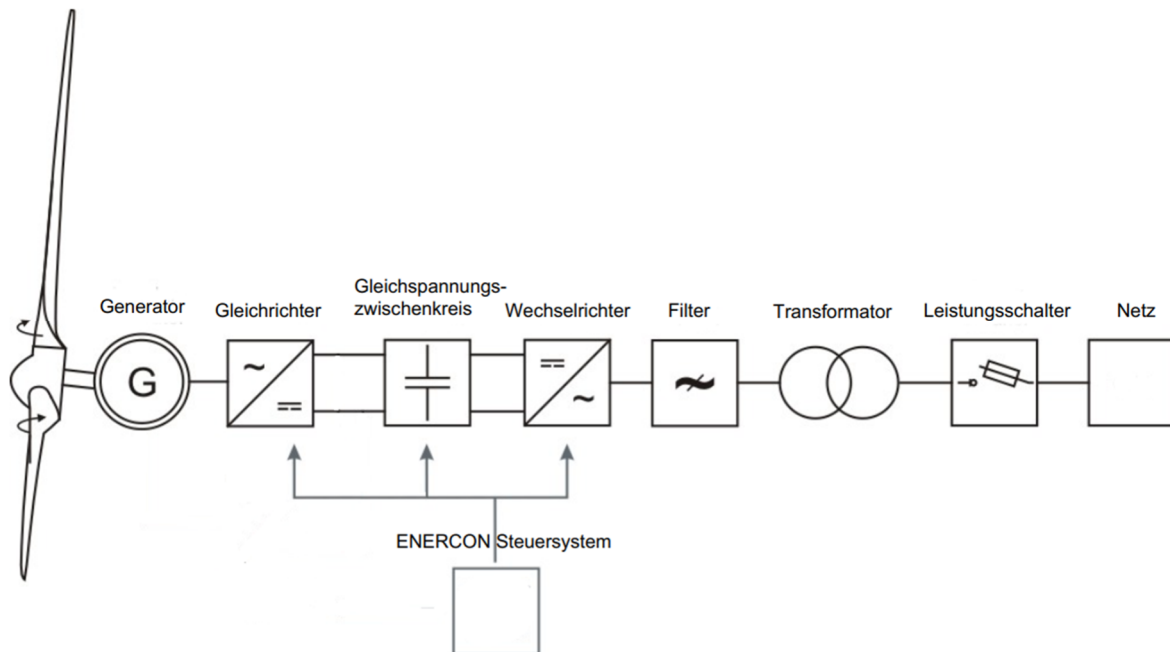 Gleichspannungs-
zwischenkreis
Generator
Gleichrichter
Wechselrichter
Filter
Transformator
Leistungsschalter
Netz
G
ENERCON Steuersystem